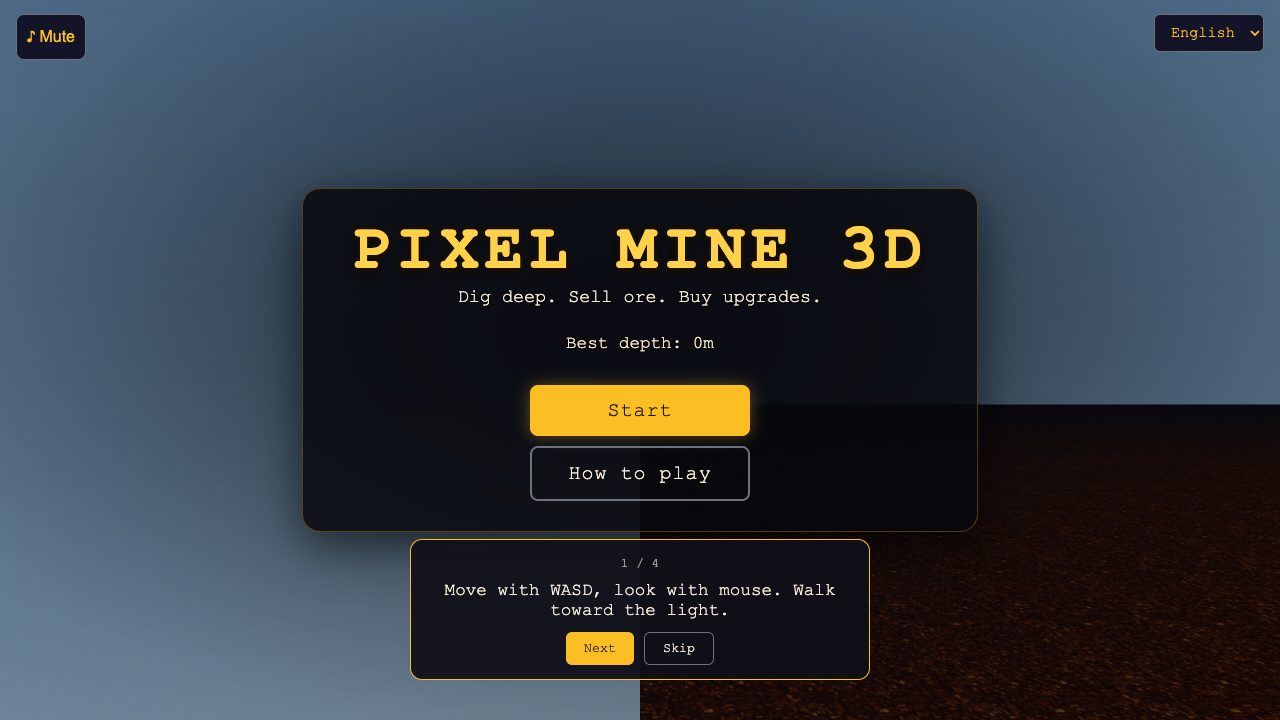 ♪ Mute
English
PIXEL MINE 3D
Dig deep. Sell ore. Buy upgrades.
Best depth: 0m
Start
How to play
1 / 4
Move with WASD, look with mouse. Walk
toward the light.
Next
Skip